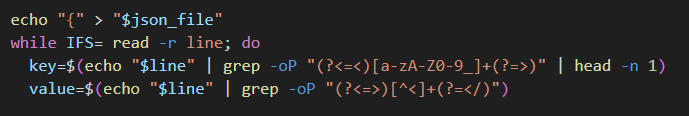 echo "{" > "$json_file"
while IFS= read -r line; do
  key=$(echo "$line" | grep -oP "(?<=<)[a-zA-Z0-9_]+(?=>)" | head -n 1)
  value=$(echo "$line" | grep -oP "(?<=>)[^<]+(?=</)")